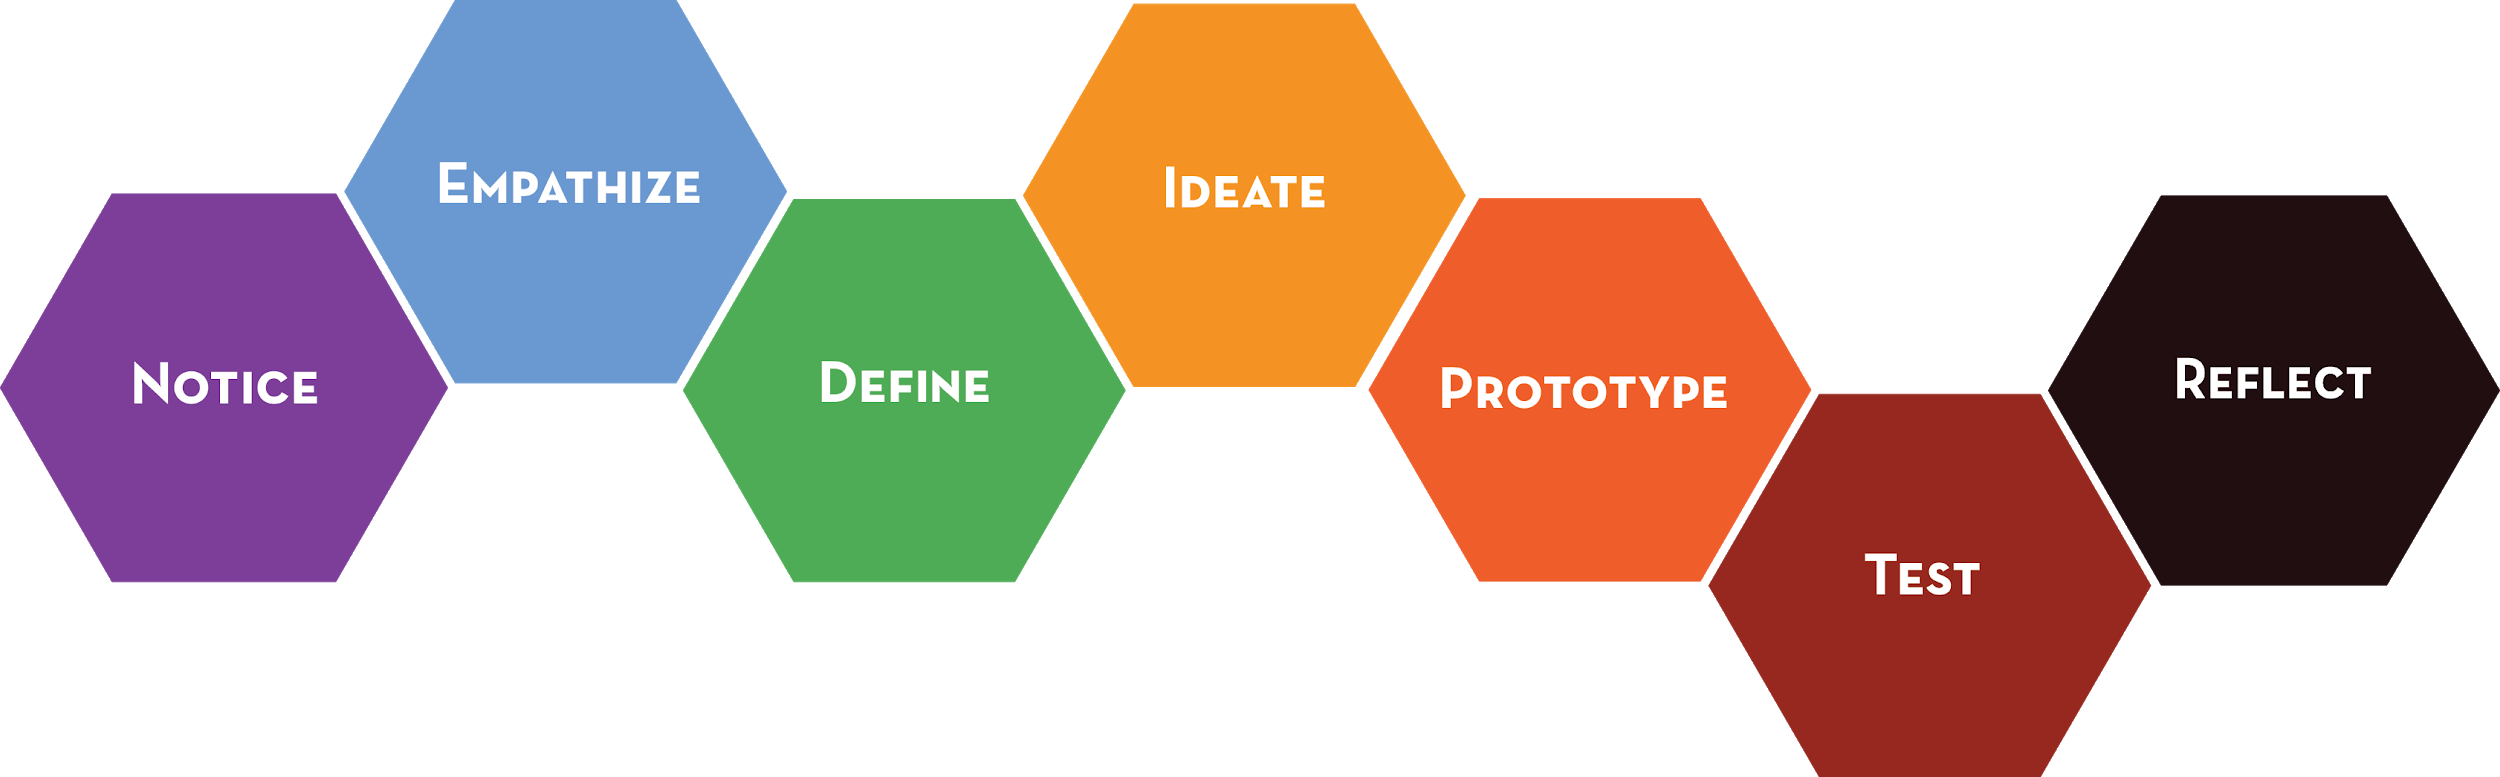 Notice
Empathize
Define
Ideate
Prototype
Test
Reflect